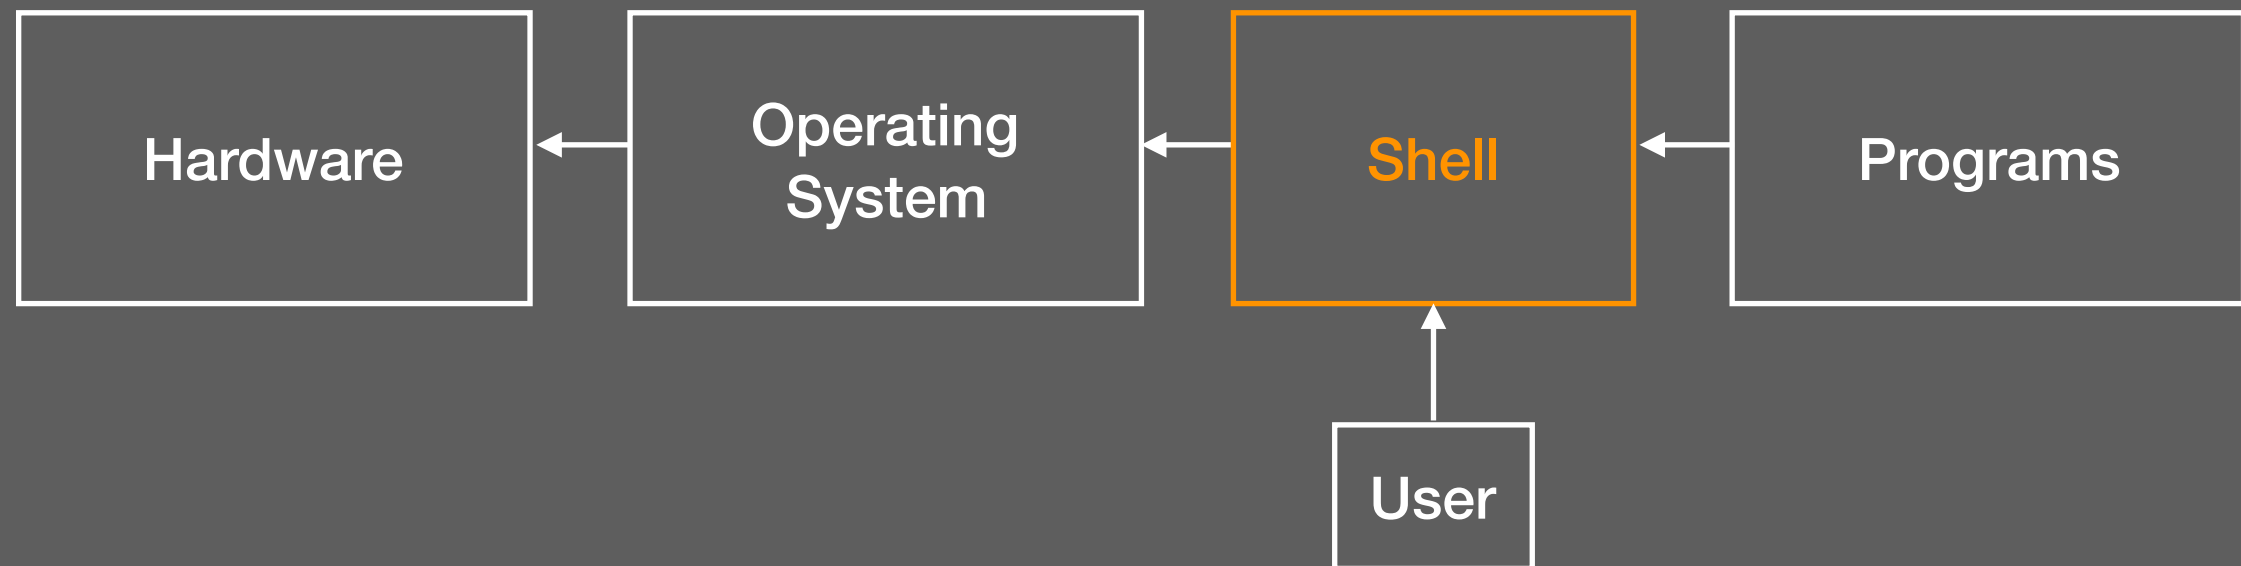 Hardware
Operating
System
Shell
Programs
User